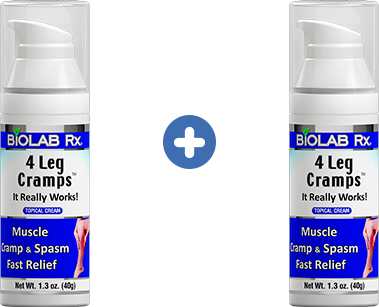 BiOLAB Rx™
4 Leg
Cramps™
It Really Works!
TOPICAL CREAM
Muscle
Cramp & Spasm
Fast Relief
Net Wt. 1.3 oz. (40g)
BiOLAB Rx™
4 Leg
Cramps™
It Really Works!
TOPICAL CREAM
Muscle
Cramp & Spasm
Fast Relief
Net Wt. 1.3 oz. (40g)